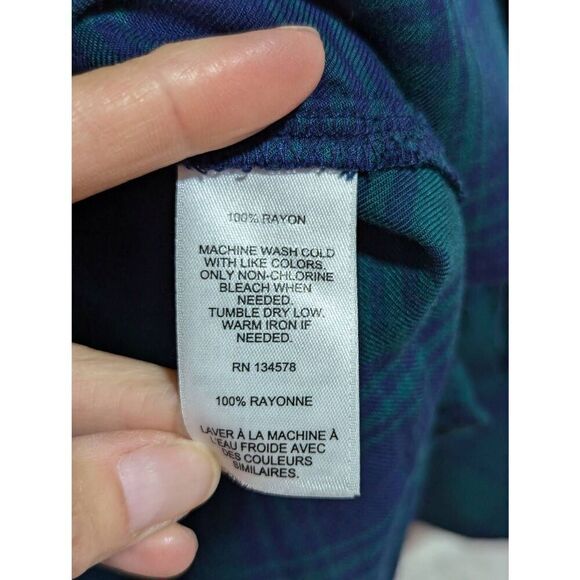 100% RAYON
MACHINE WASH COLD
WITH LIKE COLORS,
ONLY NON-CHLORINE
BLEACH WHEN
NEEDED.
TUMBLE DRY LOW.
WARM IRON IF
NEEDED.
RN 134578
100% RAYONNE
LAVER À LA MACHINE À
L'EAU FROIDE AVEC
DES COULEURS
SIMILAIRES.